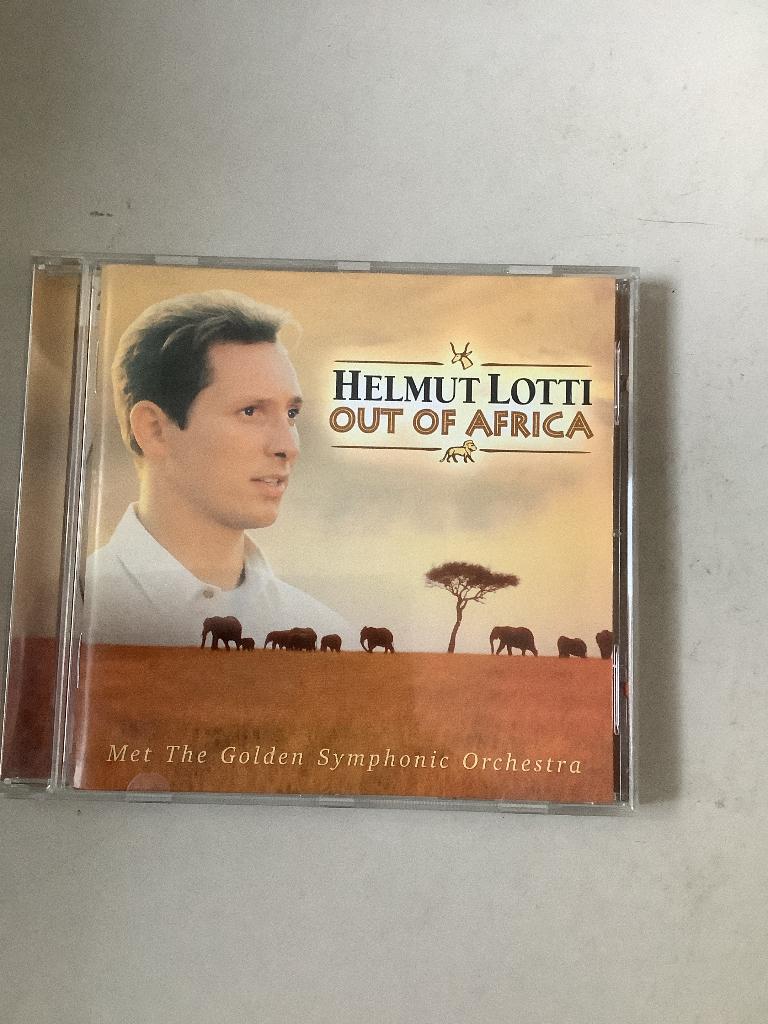 HELMUT LOTTI
OUT OF AFRICA
Met The Golden Symphonic Orchestra